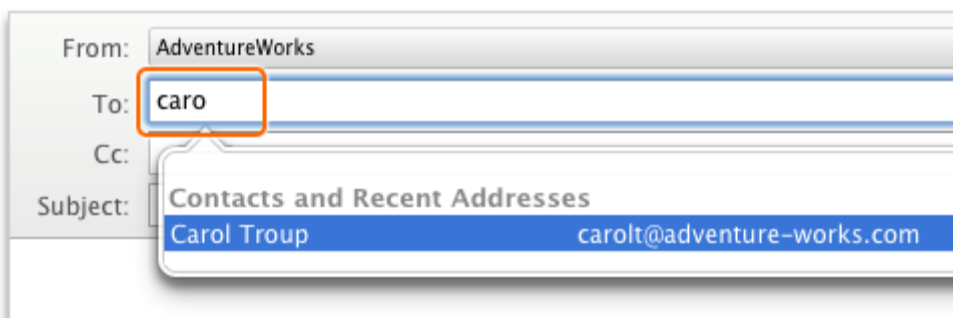 From: AdventureWorks
To: caro
Cc:
Contacts and Recent Addresses
Subject:
Carol Troup carolt@adventure-works.com